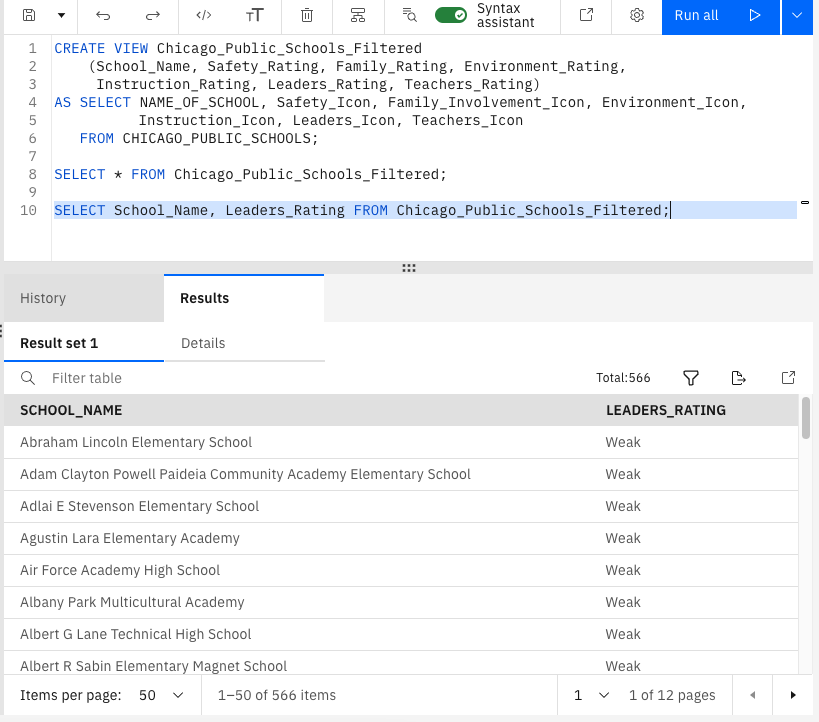 Syntax assistant
Run all
1 CREATE VIEW Chicago_Public_Schools_Filtered
2 (School_Name, Safety_Rating, Family_Rating, Environment_Rating,
3 Instruction_Rating, Leaders_Rating, Teachers_Rating)
4 AS SELECT NAME_OF_SCHOOL, Safety_Icon, Family_Involvement_Icon, Environment_Icon,
5 Instruction_Icon, Leaders_Icon, Teachers_Icon
6 FROM CHICAGO_PUBLIC_SCHOOLS;
7
8 SELECT * FROM Chicago_Public_Schools_Filtered;
9
10 SELECT School_Name, Leaders_Rating FROM Chicago_Public_Schools_Filtered;
History Results
Result set 1 Details
Filter table Total:566
SCHOOL_NAME LEADERS_RATING
Abraham Lincoln Elementary School Weak
Adam Clayton Powell Paideia Community Academy Elementary School Weak
Adlai E Stevenson Elementary School Weak
Agustin Lara Elementary Academy Weak
Air Force Academy High School Weak
Albany Park Multicultural Academy Weak
Albert G Lane Technical High School Weak
Albert R Sabin Elementary Magnet School Weak
Items per page: 50 1–50 of 566 items 1 1 of 12 pages